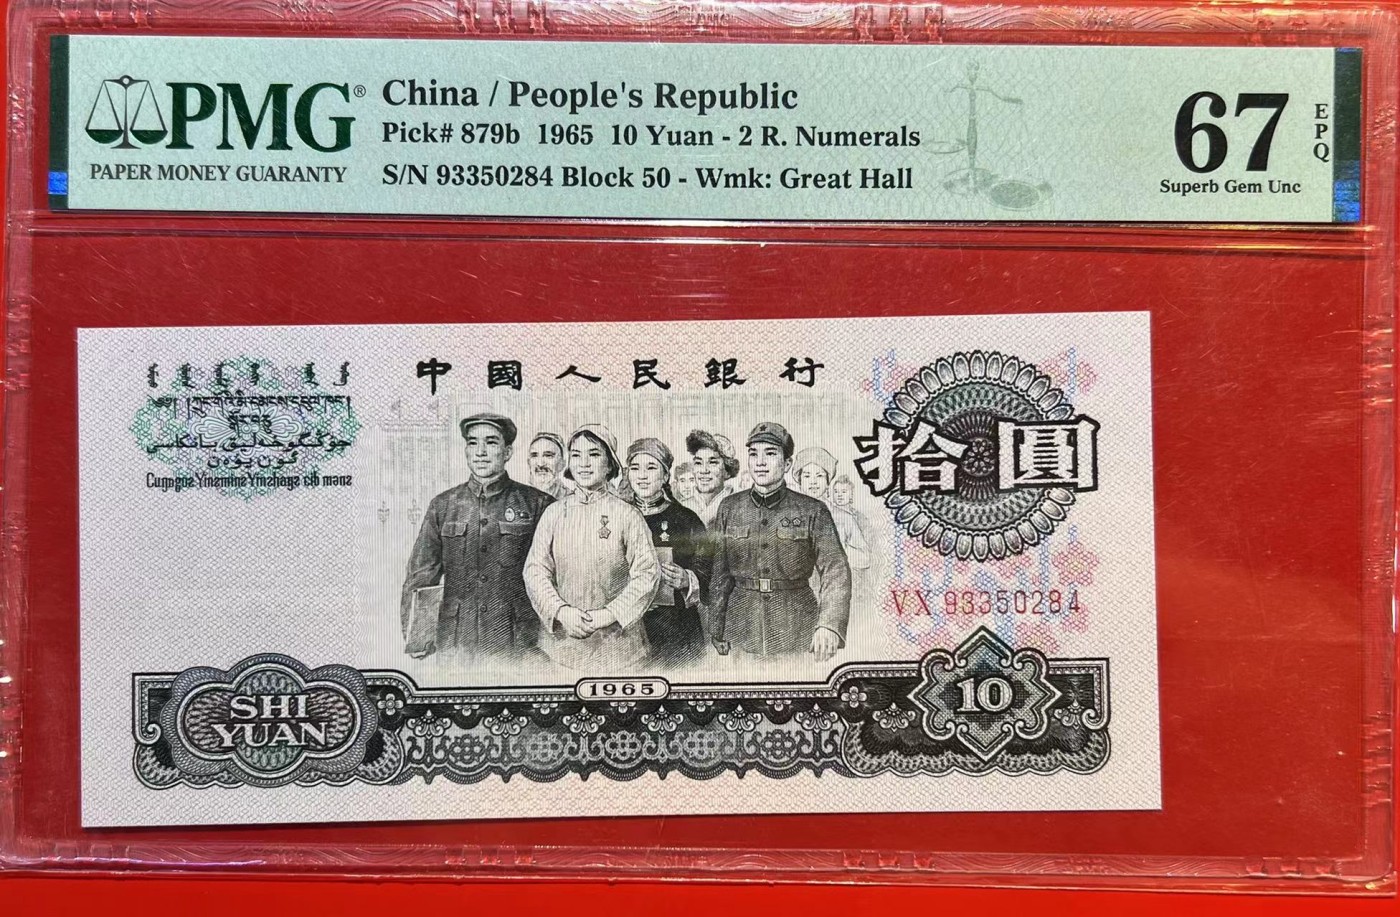 PMG®
PAPER MONEY GUARANTY
China / People's Republic
Pick# 879b 1965 10 Yuan - 2 R. Numerals
S/N 93350284 Block 50 - Wmk: Great Hall
67
EPQ
Superb Gem Unc
中國人民銀行
拾圓
VX 93350284
1965
SHI
YUAN
10